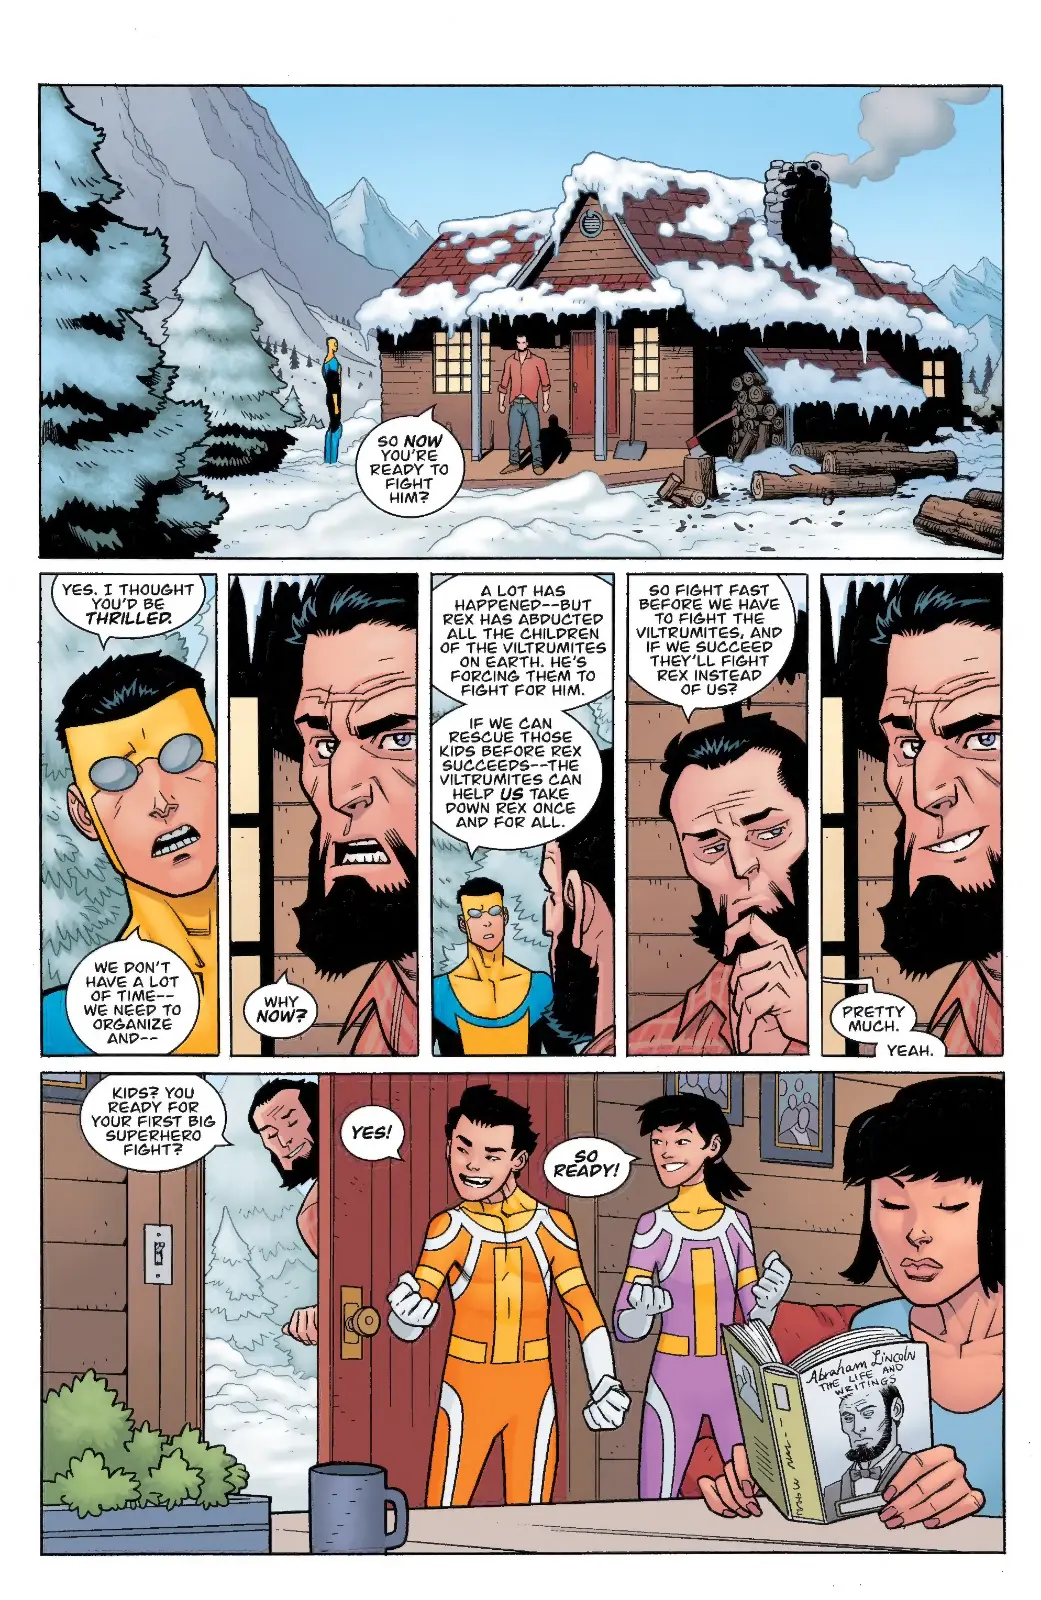 SO NOW
YOU'RE
READY TO
FIGHT
HIM?
YES. I THOUGHT
YOU'D BE
THRILLED.
WE DON'T
HAVE A LOT
OF TIME--
WE NEED TO
ORGANIZE
AND--
WHY
NOW?
A LOT HAS
HAPPENED--BUT
REX HAS ABDUCTED
ALL THE CHILDREN
OF THE VILTRUMITES
ON EARTH. HE'S
FORCING THEM TO
FIGHT FOR HIM.
IF WE CAN
RESCUE THOSE
KIDS BEFORE REX
SUCCEEDS--THE
VILTRUMITES CAN
HELP US TAKE
DOWN REX ONCE
AND FOR ALL.
SO FIGHT FAST
BEFORE WE HAVE
TO FIGHT THE
VILTRUMITES, AND
IF WE SUCCEED
THEY'LL FIGHT
REX INSTEAD
OF US?
PRETTY
MUCH.
YEAH.
KIDS? YOU
READY FOR
YOUR FIRST BIG
SUPERHERO
FIGHT?
YES!
SO
READY!
Abraham Lincoln
THE LIFE AND
WRITINGS